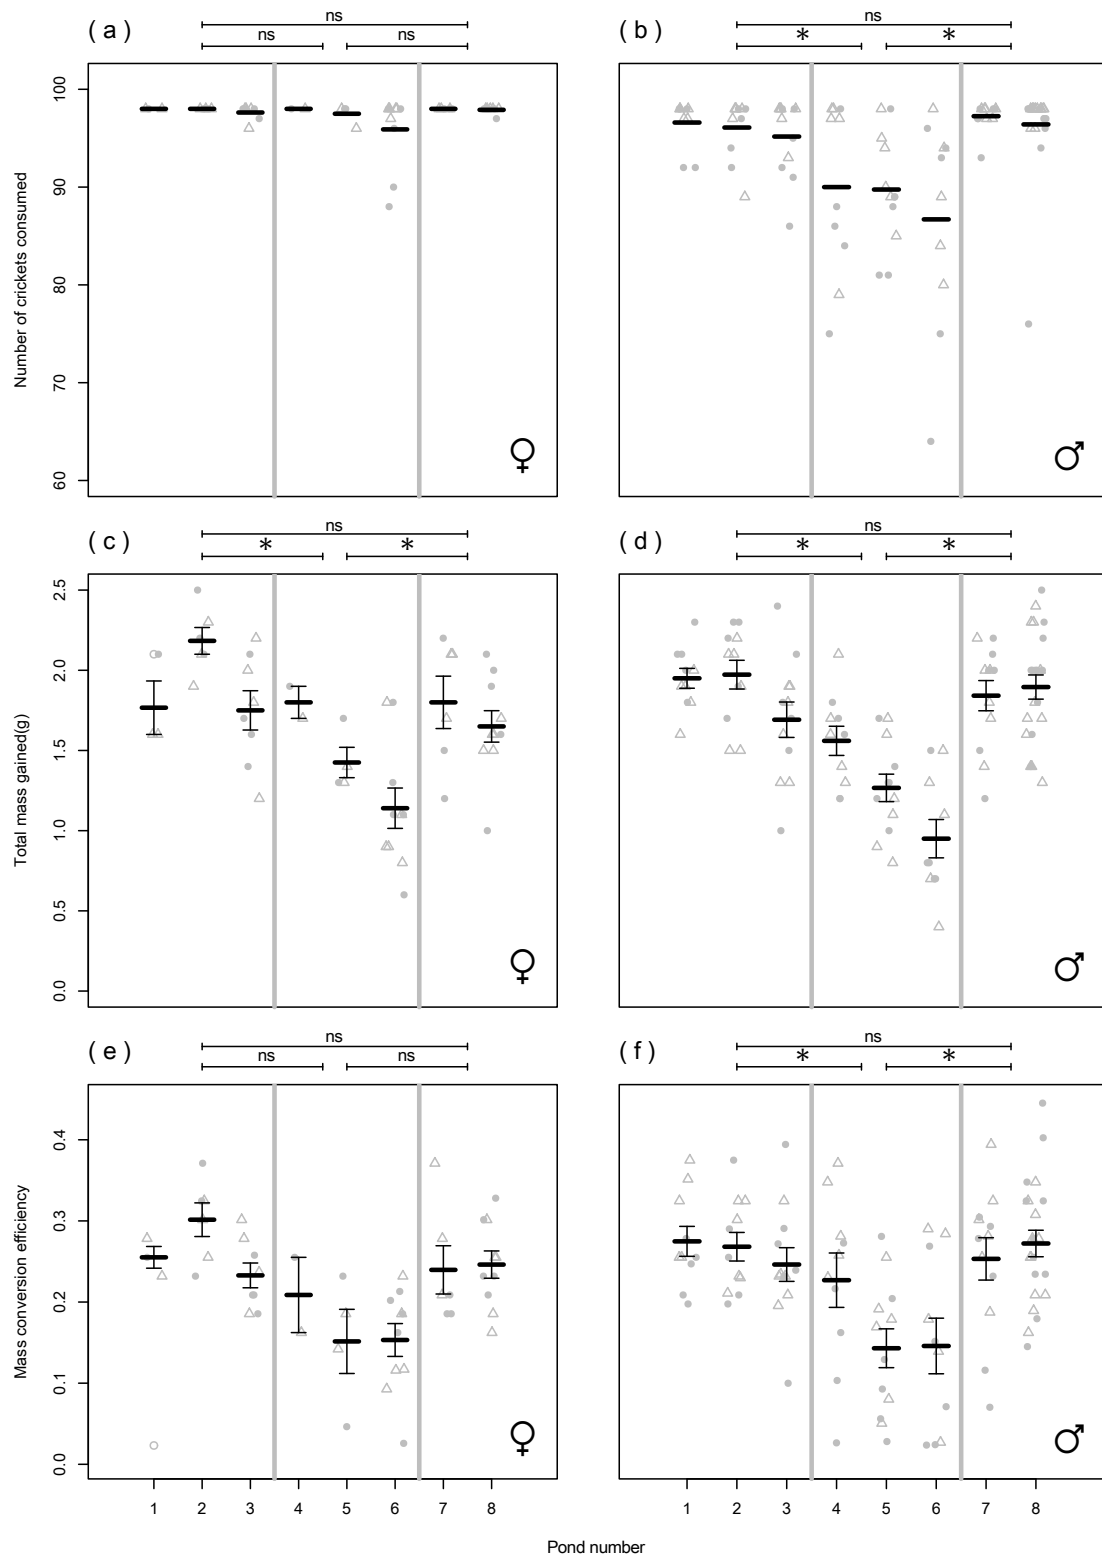 ns
ns
( a )
ns
ns
( b )
*
*
100
90
80
70
60
Number of crickets consumed
♀
♂
ns
ns
( c )
*
*
( d )
*
*
2.5
2.0
1.5
1.0
0.5
0.0
Total mass gained(g)
♀
♂
ns
ns
( e )
ns
ns
( f )
*
*
0.4
0.3
0.2
0.1
0.0
Mass conversion efficiency
♀
♂
1 2 3 4 5 6 7 8
1 2 3 4 5 6 7 8
Pond number